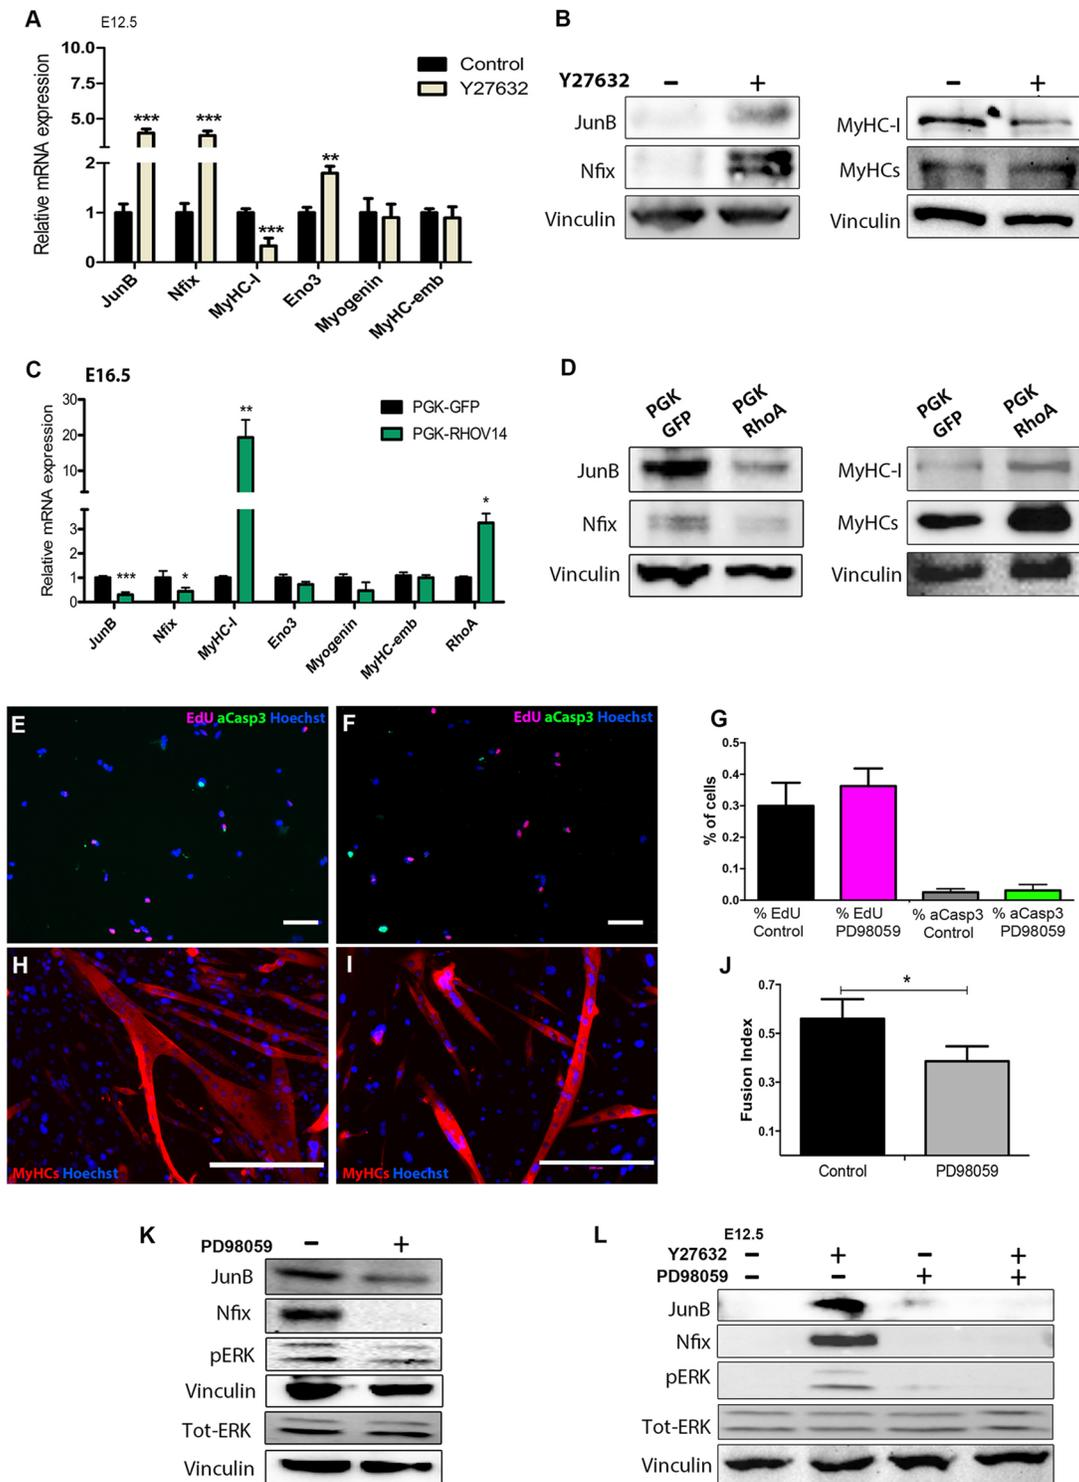 A
E12.5
Relative mRNA expression
10.0
7.5
5.0
2
1
0
Control
Y27632
***
***
***
**
JunB
Nfix
MyHC-I
Eno3
Myogenin
MyHC-emb
B
Y27632 - +
- +
JunB
Nfix
Vinculin
MyHC-I
MyHCs
Vinculin
C
E16.5
Relative mRNA expression
30
20
10
3
2
1
0
PGK-GFP
PGK-RHOV14
***
*
**
*
JunB
Nfix
MyHC-I
Eno3
Myogenin
MyHC-emb
RhoA
D
PGK
GFP
PGK
RhoA
PGK
GFP
PGK
RhoA
JunB
Nfix
Vinculin
MyHC-I
MyHCs
Vinculin
E
EdU aCasp3 Hoechst
F
EdU aCasp3 Hoechst
G
% of cells
0.5
0.4
0.3
0.2
0.1
0.0
% EdU
Control
% EdU
PD98059
% aCasp3
Control
% aCasp3
PD98059
H
MyHCs Hoechst
I
MyHCs Hoechst
J
Fusion Index
0.7
0.5
0.3
0.1
*
Control
PD98059
K
PD98059 - +
JunB
Nfix
pERK
Vinculin
Tot-ERK
Vinculin
L
E12.5
Y27632 - + - +
PD98059 - - + +
JunB
Nfix
pERK
Tot-ERK
Vinculin